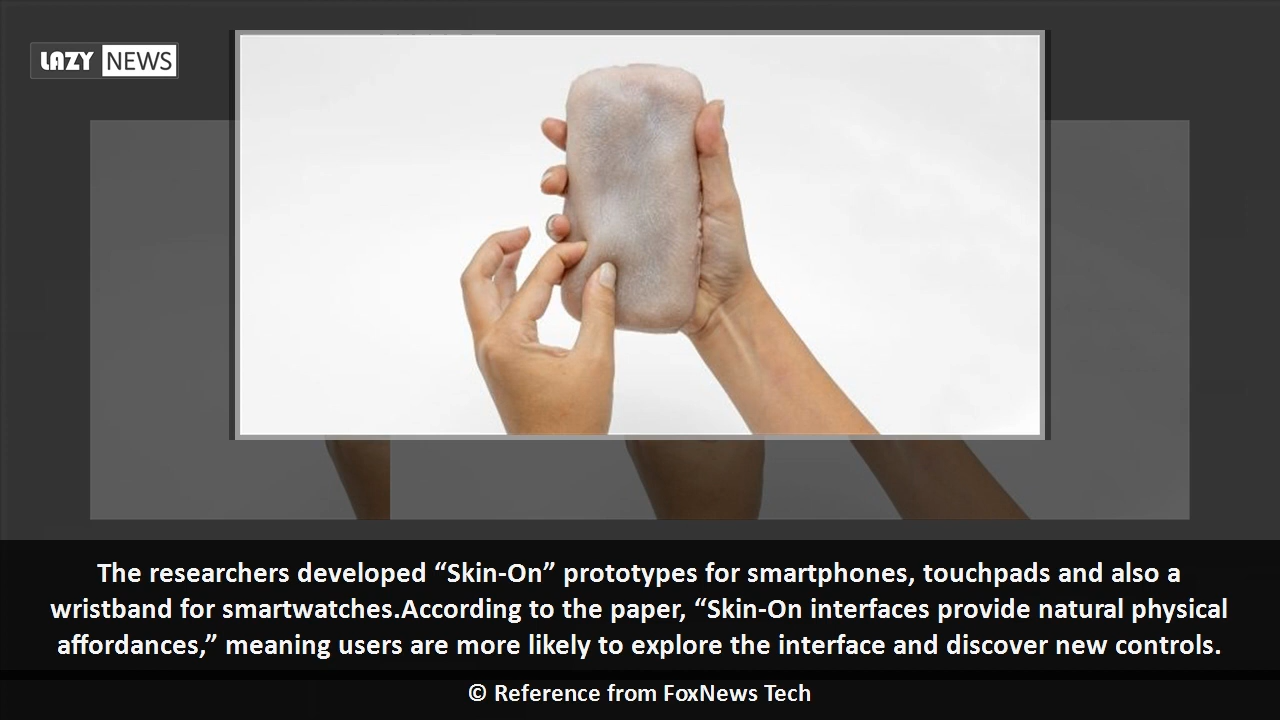 LAZY NEWS
The researchers developed “Skin-On” prototypes for smartphones, touchpads and also a
wristband for smartwatches.According to the paper, “Skin-On interfaces provide natural physical
affordances,” meaning users are more likely to explore the interface and discover new controls.
© Reference from FoxNews Tech